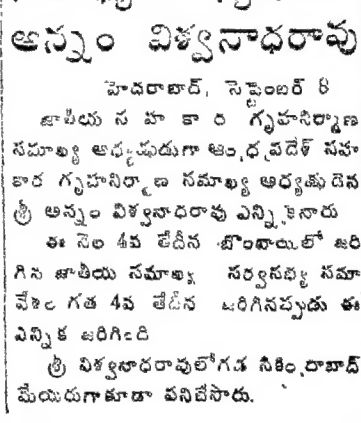 అన్నం విశ్వనాధరావు
హైదరాబాద్, సెప్టెంబర్ 8
జాతీయ స హ కా ర గృహనిర్మాణ
సమాఖ్య అధ్యక్షుడుగా ఆంధ్రప్రదేశ్ సహ
కార గృహనిర్మాణ సమాఖ్య అధ్యక్షుడైన
శ్రీ అన్నం విశ్వనాధరావు ఎన్నికైనారు
ఈ నెల 4వ తేదీన బొంబాయిలో జరి
గిన జాతీయ సమాఖ్య సర్వసభ్య సమా
వేశం గత 4వ తేదీన జరిగినప్పుడు ఈ
ఎన్నిక జరిగింది
శ్రీ విశ్వనాధరావులోగడ సికింద్రాబాద్
మేయరుగాకూడా పనిచేసారు.